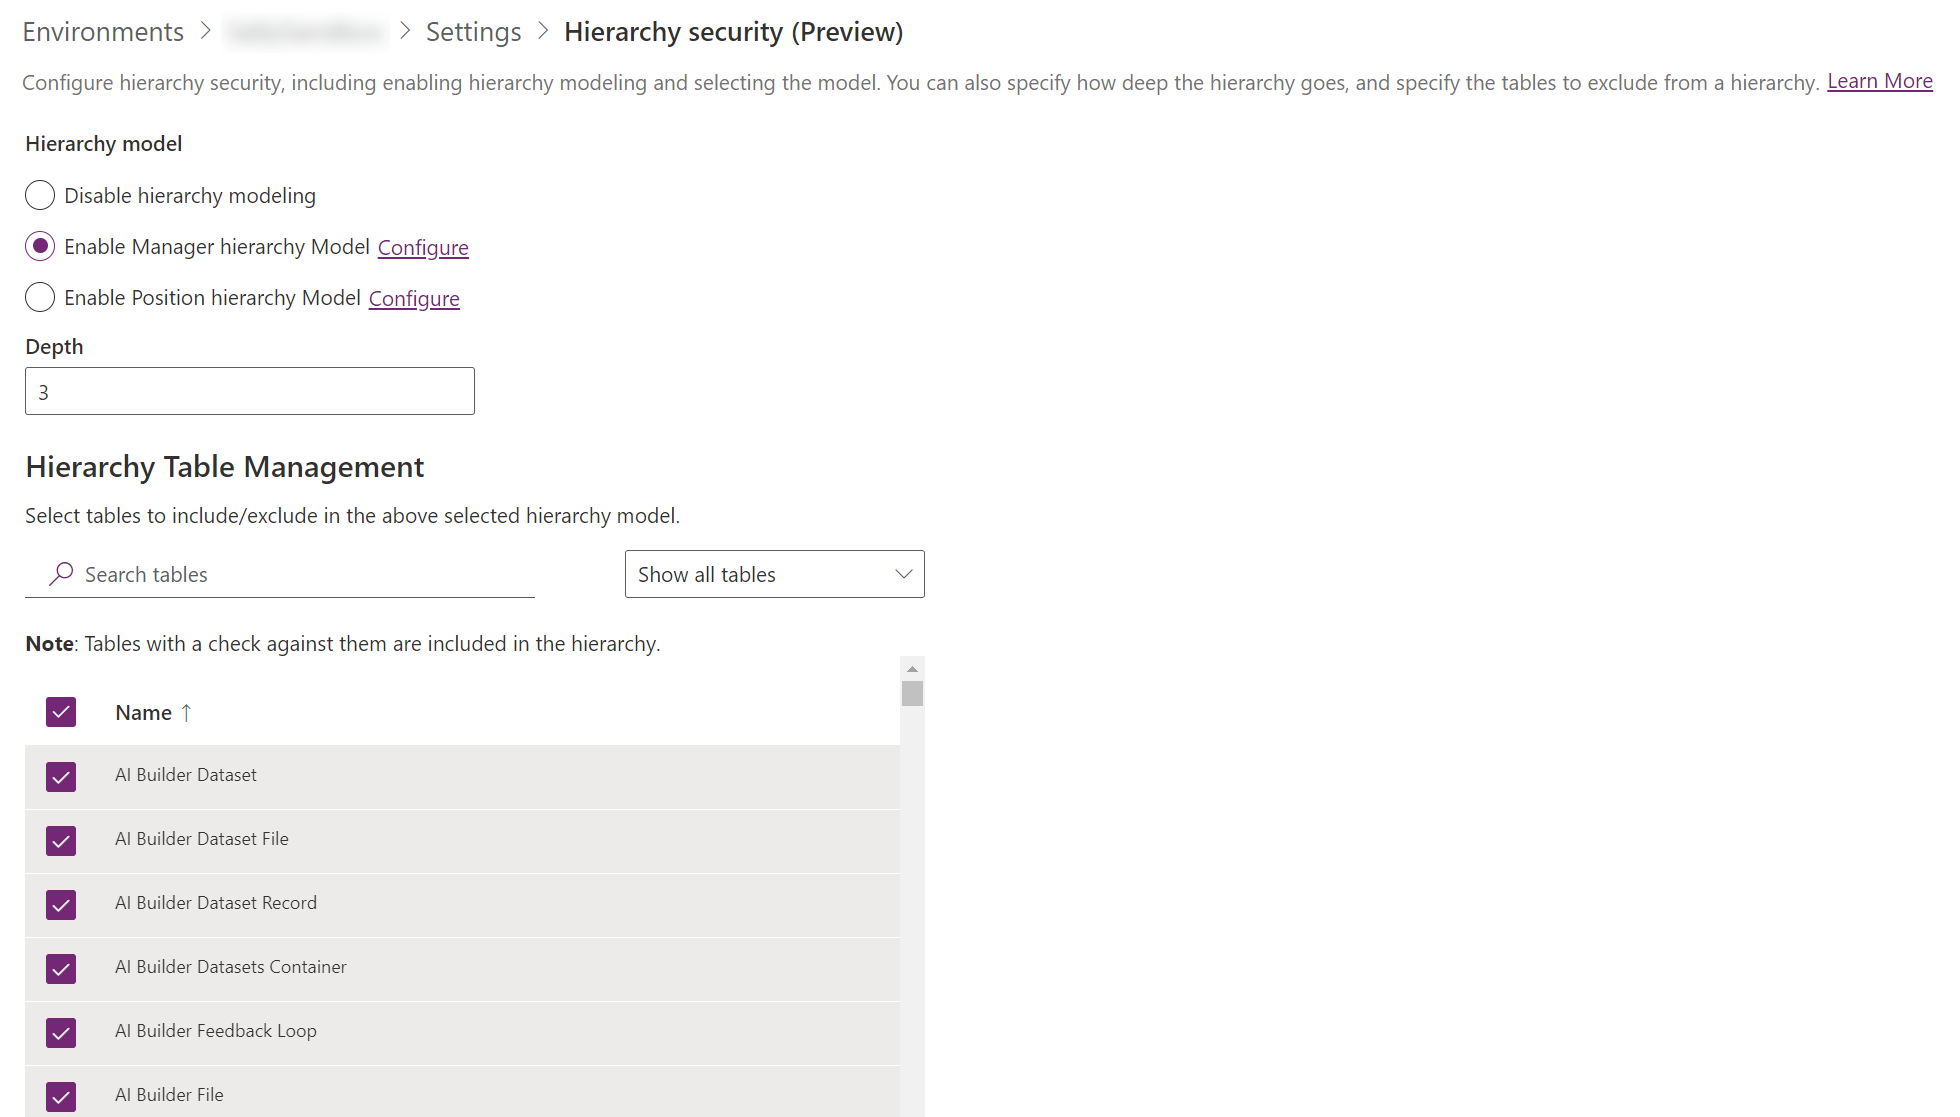 Environments > > Settings > Hierarchy security (Preview)
Configure hierarchy security, including enabling hierarchy modeling and selecting the model. You can also specify how deep the hierarchy goes, and specify the tables to exclude from a hierarchy. Learn More
Hierarchy model
Disable hierarchy modeling
Enable Manager hierarchy Model Configure
Enable Position hierarchy Model Configure
Depth
3
Hierarchy Table Management
Select tables to include/exclude in the above selected hierarchy model.
Search tables Show all tables
Note: Tables with a check against them are included in the hierarchy.
Name ↑
AI Builder Dataset
AI Builder Dataset File
AI Builder Dataset Record
AI Builder Datasets Container
AI Builder Feedback Loop
AI Builder File